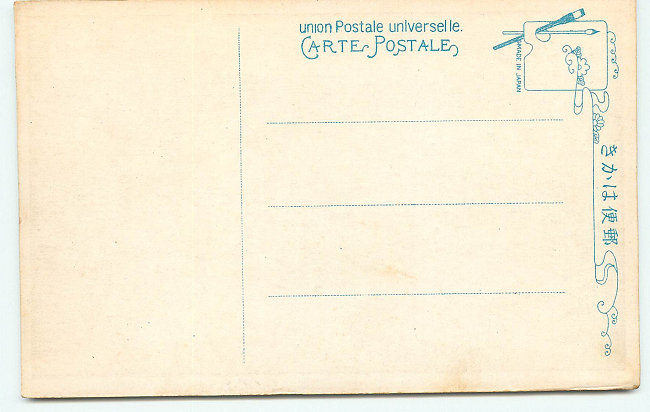 union Postale universelle.
CARTE POSTALE
MADE IN JAPAN
きかは便郵